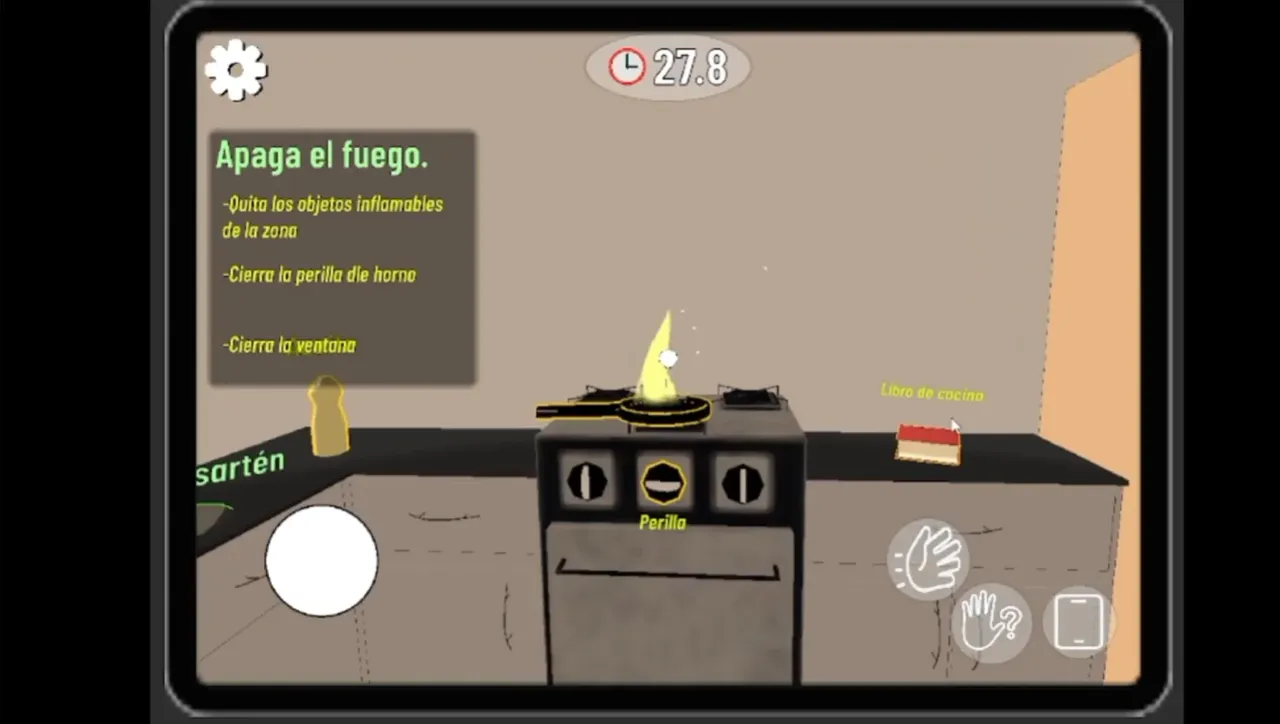 27.8
Apaga el fuego.
-Quita los objetos inflamables
de la zona
-Cierra la perilla dle horno
-Cierra la ventana
Libro de cocina
sartén
Perilla
?